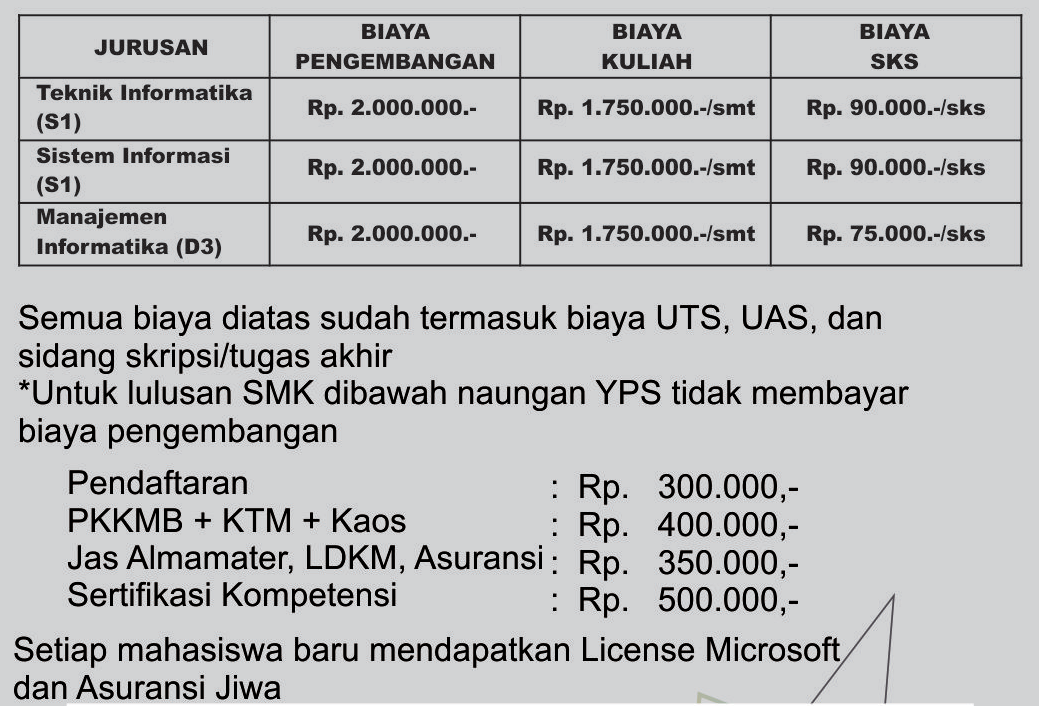 JURUSAN BIAYA PENGEMBANGAN BIAYA KULIAH BIAYA SKS
Teknik Informatika (S1) Rp. 2.000.000.- Rp. 1.750.000.-/smt Rp. 90.000.-/sks
Sistem Informasi (S1) Rp. 2.000.000.- Rp. 1.750.000.-/smt Rp. 90.000.-/sks
Manajemen Informatika (D3) Rp. 2.000.000.- Rp. 1.750.000.-/smt Rp. 75.000.-/sks
Semua biaya diatas sudah termasuk biaya UTS, UAS, dan
sidang skripsi/tugas akhir
*Untuk lulusan SMK dibawah naungan YPS tidak membayar
biaya pengembangan
Pendaftaran : Rp. 300.000,-
PKKMB + KTM + Kaos : Rp. 400.000,-
Jas Almamater, LDKM, Asuransi : Rp. 350.000,-
Sertifikasi Kompetensi : Rp. 500.000,-
Setiap mahasiswa baru mendapatkan License Microsoft
dan Asuransi Jiwa